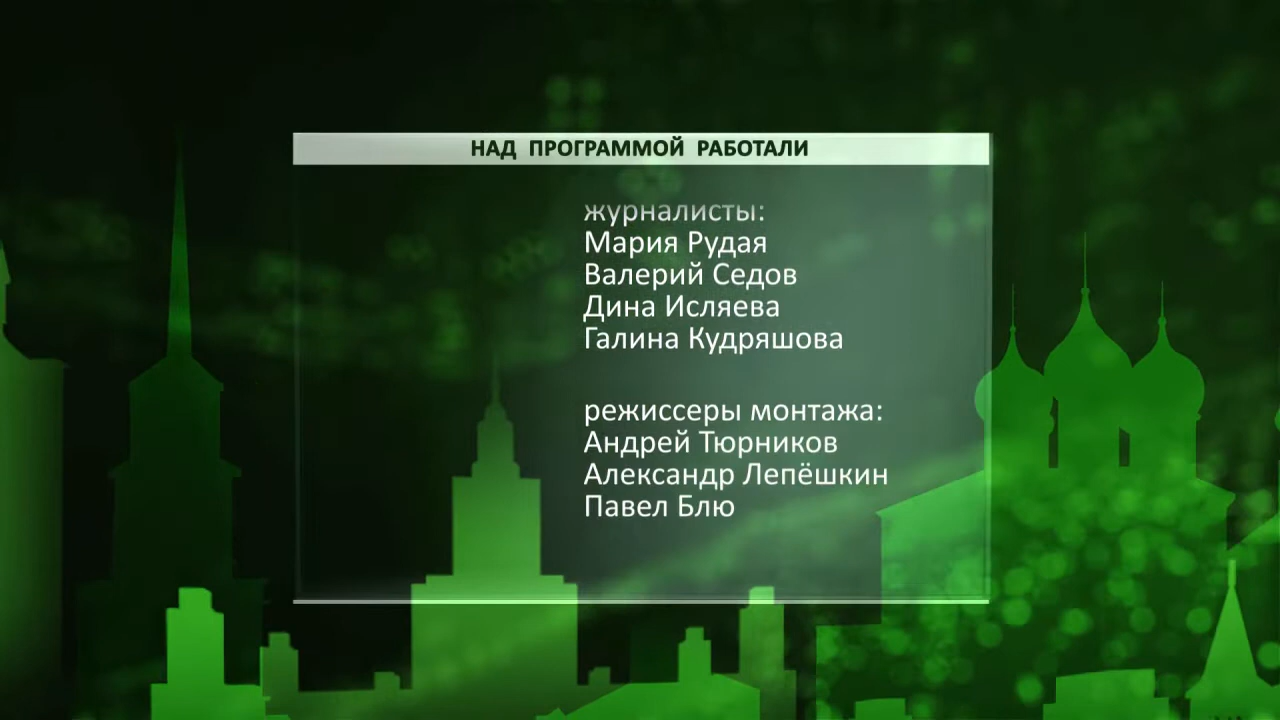 НАД ПРОГРАММОЙ РАБОТАЛИ
журналисты:
Мария Рудая
Валерий Седов
Дина Исляева
Галина Кудряшова
режиссеры монтажа:
Андрей Тюрников
Александр Лепёшкин
Павел Блю